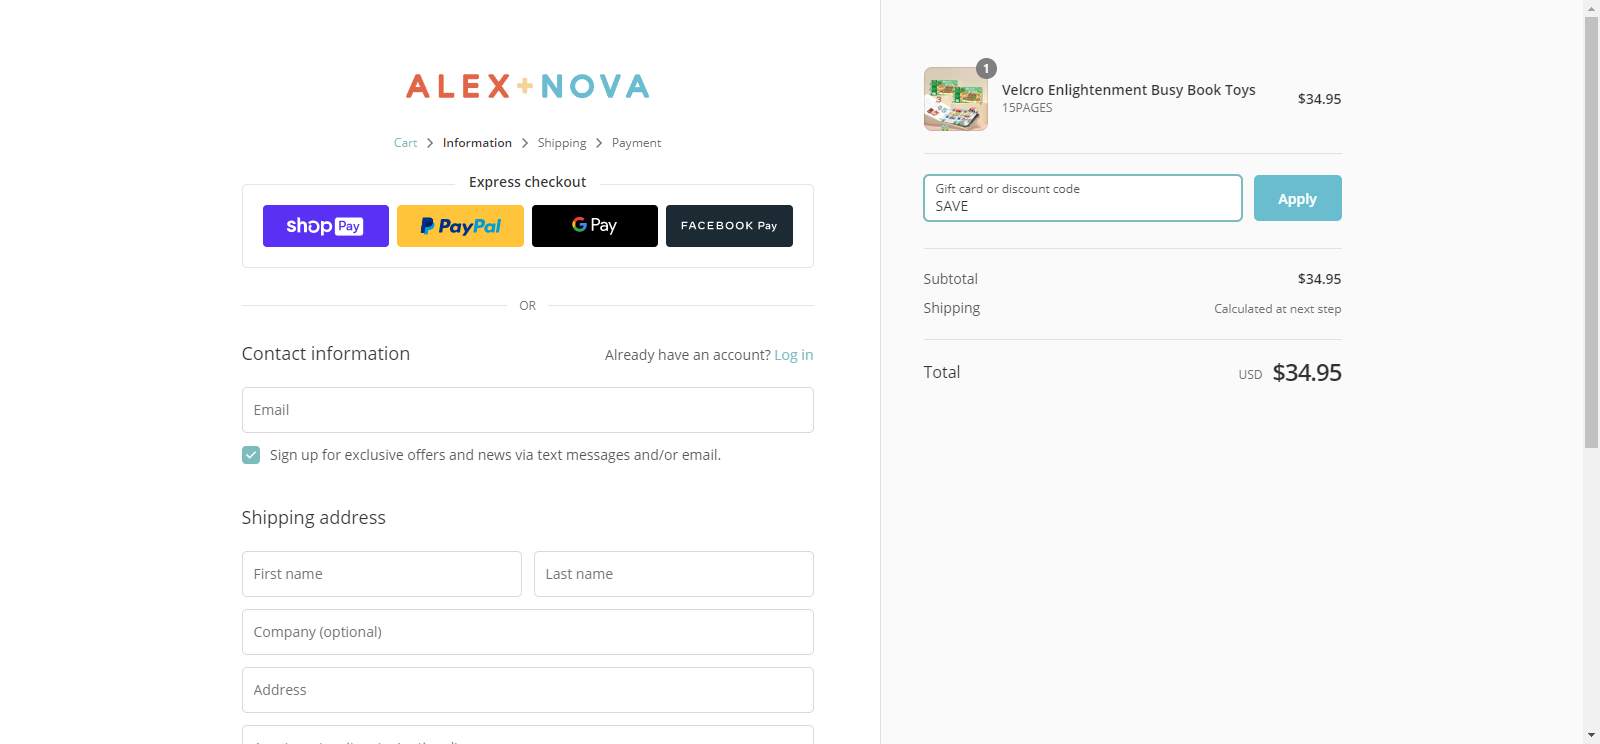 ALEX+NOVA
Cart > Information > Shipping > Payment
Express checkout
shop Pay
PayPal
G Pay
FACEBOOK Pay
OR
Contact information
Already have an account? Log in
Email
Sign up for exclusive offers and news via text messages and/or email.
Shipping address
First name
Last name
Company (optional)
Address
1
Velcro Enlightenment Busy Book Toys
15PAGES
$34.95
Gift card or discount code
SAVE
Apply
Subtotal
$34.95
Shipping
Calculated at next step
Total
USD $34.95